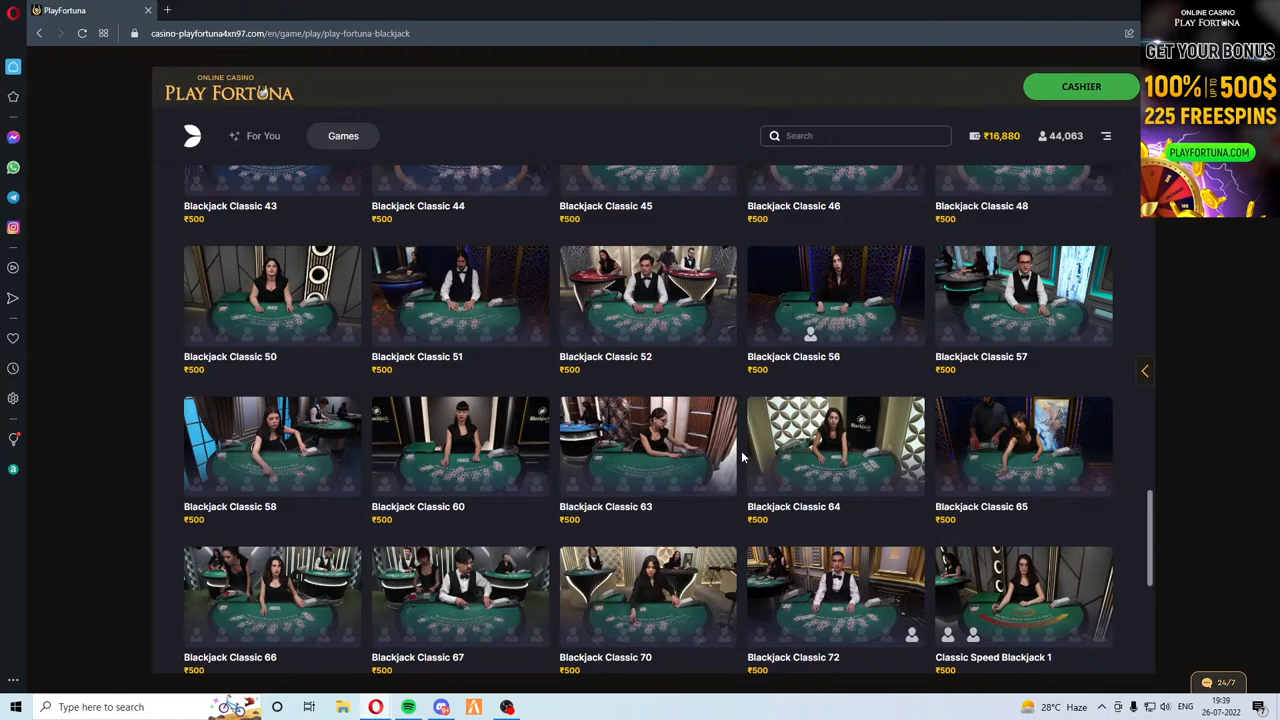 PlayFortuna
casino-playfortuna4xn97.com/en/game/play/play-fortuna-blackjack
ONLINE CASINO
PLAY FORTUNA
CASHIER
ONLINE CASINO
PLAY FORTUNA
GET YOUR BONUS
100% UP TO 500$
225 FREESPINS
PLAYFORTUNA.COM
For You
Games
Search
₹16,880
44,063
Blackjack Classic 43
₹500
Blackjack Classic 44
₹500
Blackjack Classic 45
₹500
Blackjack Classic 46
₹500
Blackjack Classic 48
₹500
Blackjack Classic 50
₹500
Blackjack Classic 51
₹500
Blackjack Classic 52
₹500
Blackjack Classic 56
₹500
Blackjack Classic 57
₹500
Blackjack
Blackjack
Blackjack Classic 58
₹500
Blackjack Classic 60
₹500
Blackjack Classic 63
₹500
Blackjack Classic 64
₹500
Blackjack Classic 65
₹500
Blackjack Classic 66
₹500
Blackjack Classic 67
₹500
Blackjack Classic 70
₹500
Blackjack Classic 72
₹500
Classic Speed Blackjack 1
₹500
24/7
Type here to search
28°C Haze
ENG
19:39
26-07-2022